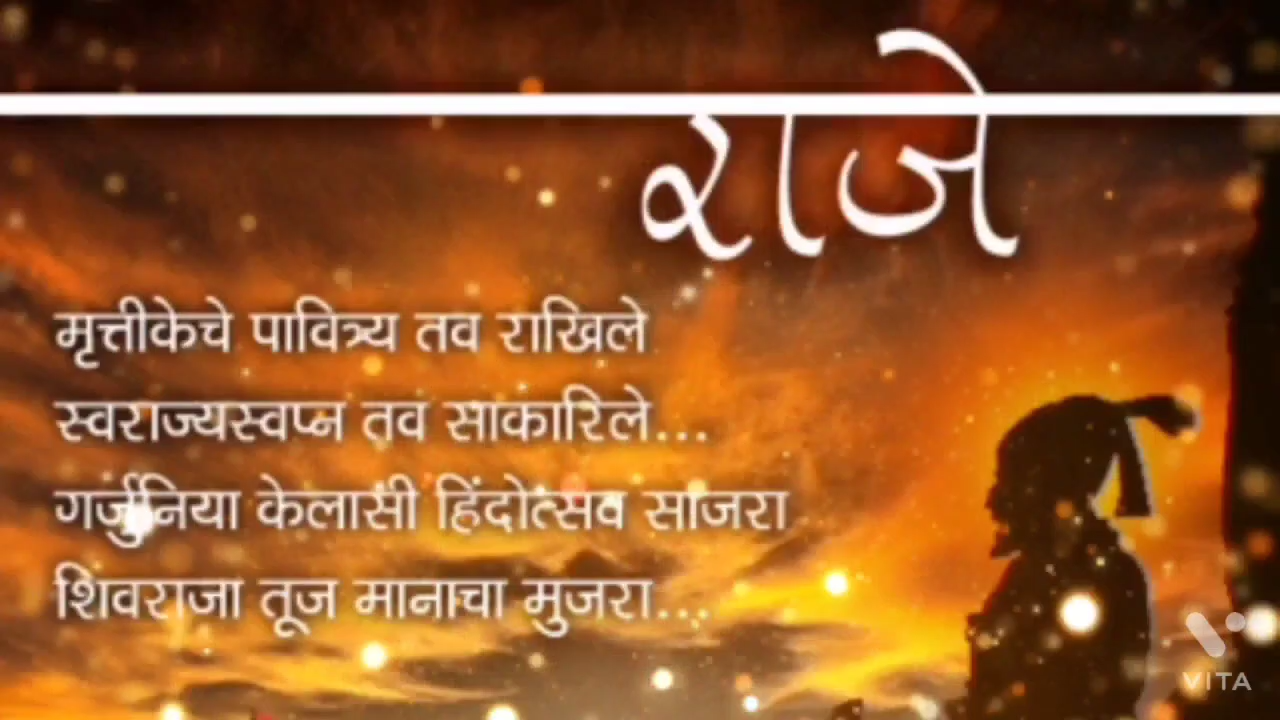 राजे
मृत्तीकेचे पावित्र्य तव राखिले
स्वराज्यस्वप्न तव साकारिले...
गर्जुनिया केलासी हिंदोत्सव साजरा
शिवराजा तूज मानाचा मुजरा...
VITA